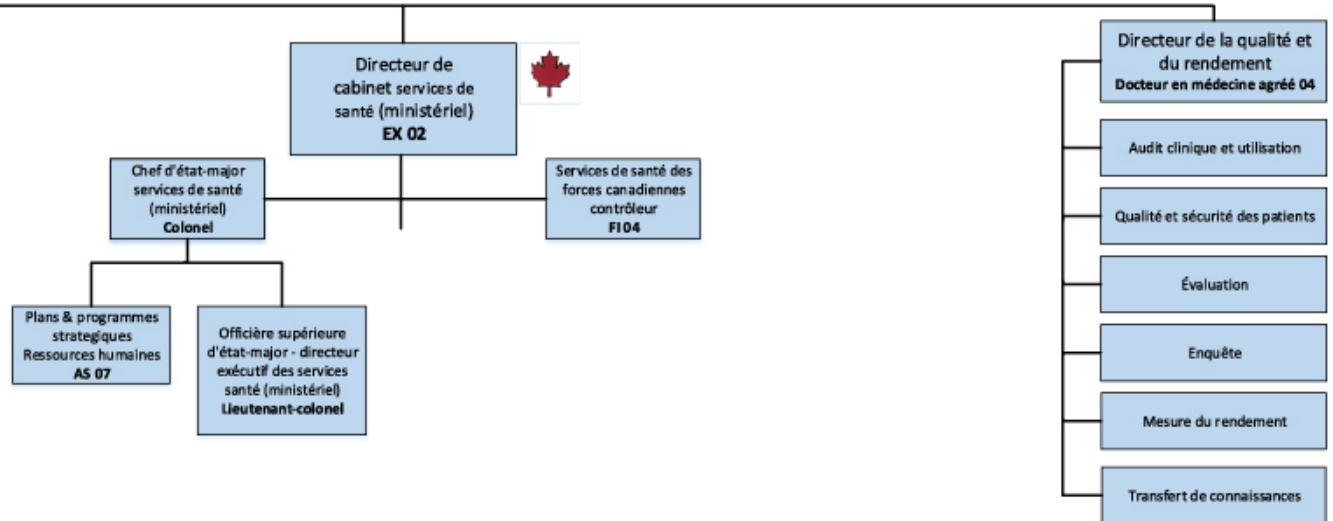 Directeur de
cabinet services de
santé (ministériel)
EX 02
Directeur de la qualité et
du rendement
Docteur en médecine agréé 04
Chef d'état-major
services de santé
(ministériel)
Colonel
Services de santé des
forces canadiennes
contrôleur
FI 04
Plans & programmes
strategiques
Ressources humaines
AS 07
Officière supérieure
d'état-major - directeur
exécutif des services
santé (ministériel)
Lieutenant-colonel
Audit clinique et utilisation
Qualité et sécurité des patients
Évaluation
Enquête
Mesure du rendement
Transfert de connaissances